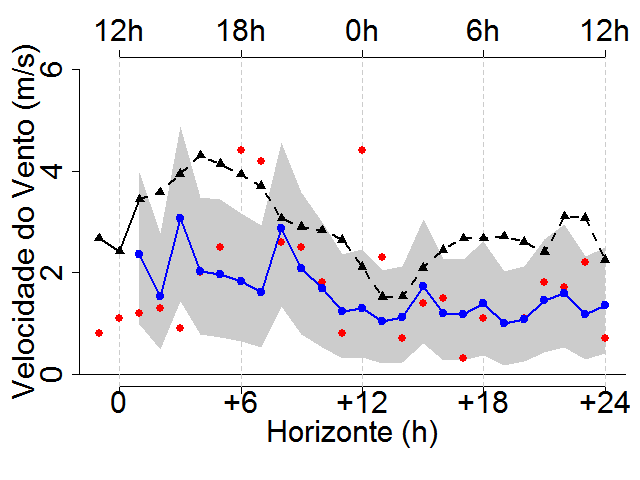 12h 18h 0h 6h 12h
Velocidade do Vento (m/s)
6
4
2
0
0 +6 +12 +18 +24
Horizonte (h)